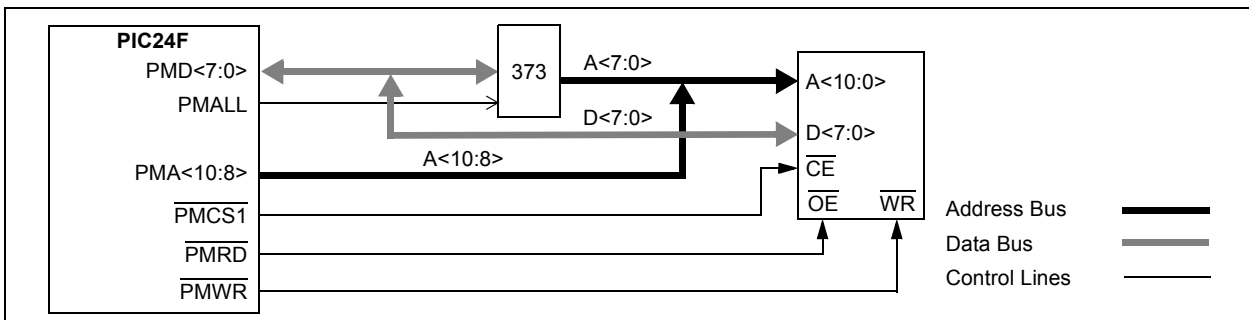 PIC24F
PMD<7:0>
PMALL
PMA<10:8>
PMCS1
PMRD
PMWR
373
A<7:0>
D<7:0>
A<10:8>
A<10:0>
D<7:0>
CE
OE WR
Address Bus
Data Bus
Control Lines